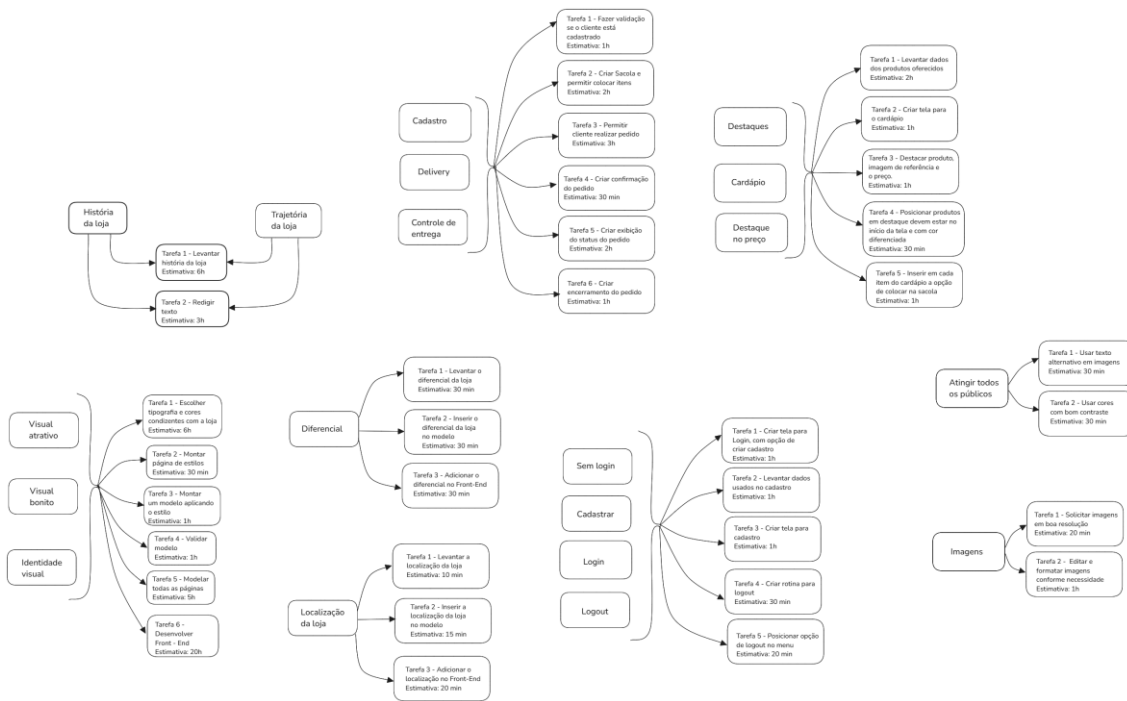 História
da loja
Trajetória
da loja
Tarefa 1 - Levantar
história da loja
Estimativa: 6h
Tarefa 2 - Redigir
texto
Estimativa: 3h
Cadastro
Delivery
Controle de
entrega
Tarefa 1 - Fazer validação
se o cliente está
cadastrado
Estimativa: 1h
Tarefa 2 - Criar Sacola e
permitir colocar itens
Estimativa: 2h
Tarefa 3 - Permitir
cliente realizar pedido
Estimativa: 3h
Tarefa 4 - Criar confirmação
do pedido
Estimativa: 30 min
Tarefa 5 - Criar exibição
do status do pedido
Estimativa: 2h
Tarefa 6 - Criar
encerramento do pedido
Estimativa: 1h
Destaques
Cardápio
Destaque
no preço
Tarefa 1 - Levantar dados
dos produtos oferecidos
Estimativa: 2h
Tarefa 2 - Criar tela para
o cardápio
Estimativa: 1h
Tarefa 3 - Destacar produto,
imagem de referência e
o preço.
Estimativa: 1h
Tarefa 4 - Posicionar produtos
em destaque devem estar no
início da tela e com cor
diferenciada
Estimativa: 30 min
Tarefa 5 - Inserir em cada
item do cardápio a opção
de colocar na sacola
Estimativa: 1h
Visual
atrativo
Visual
bonito
Identidade
visual
Tarefa 1 - Escolher
tipografia e cores
condizentes com a loja
Estimativa: 6h
Tarefa 2 - Montar
página de estilos
Estimativa: 30 min
Tarefa 3 - Montar
um modelo aplicando
o estilo
Estimativa: 1h
Tarefa 4 - Validar
modelo
Estimativa: 1h
Tarefa 5 - Modelar
todas as páginas
Estimativa: 5h
Tarefa 6 -
Desenvolver
Front - End
Estimativa: 20h
Diferencial
Tarefa 1 - Levantar o
diferencial da loja
Estimativa: 30 min
Tarefa 2 - Inserir o
diferencial da loja
no modelo
Estimativa: 30 min
Tarefa 3 - Adicionar o
diferencial no Front-End
Estimativa: 30 min
Localização
da loja
Tarefa 1 - Levantar a
localização da loja
Estimativa: 10 min
Tarefa 2 - Inserir a
localização da loja
no modelo
Estimativa: 15 min
Tarefa 3 - Adicionar o
localização no Front-End
Estimativa: 20 min
Sem login
Cadastrar
Login
Logout
Tarefa 1 - Criar tela para
Login, com opção de
criar cadastro
Estimativa: 1h
Tarefa 2 - Levantar dados
usados no cadastro
Estimativa: 1h
Tarefa 3 - Criar tela para
cadastro
Estimativa: 1h
Tarefa 4 - Criar rotina para
logout
Estimativa: 30 min
Tarefa 5 - Posicionar opção
de logout no menu
Estimativa: 20 min
Atingir todos
os públicos
Tarefa 1 - Usar texto
alternativo em imagens
Estimativa: 30 min
Tarefa 2 - Usar cores
com bom contraste
Estimativa: 30 min
Imagens
Tarefa 1 - Solicitar imagens
em boa resolução
Estimativa: 20 min
Tarefa 2 - Editar e
formatar imagens
conforme necessidade
Estimativa: 1h